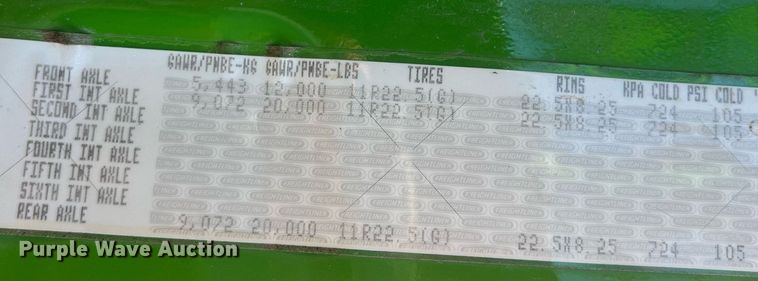 GAWR/PNBE-KG GAWR/PNBE-LBS TIRES RIMS KPA COLD PSI COLD
FRONT AXLE 5,443 12,000 11R22.5(G) 22.5X8.25 724 105
FIRST INT AXLE 9,072 20,000 11R22.5(G) 22.5X8.25 724 105
SECOND INT AXLE
THIRD INT AXLE
FOURTH INT AXLE
FIFTH INT AXLE
SIXTH INT AXLE
REAR AXLE 9,072 20,000 11R22.5(G) 22.5X8.25 724 105
Purple Wave Auction